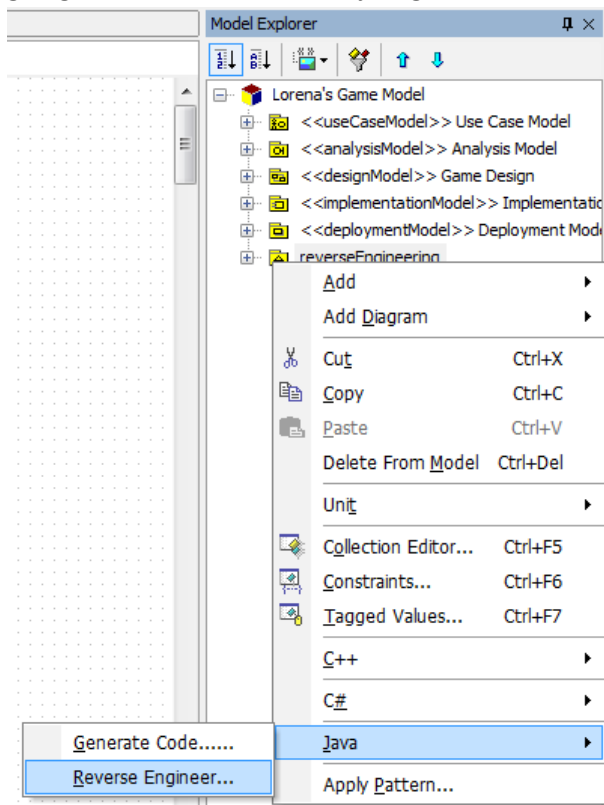 Model Explorer
Lorena's Game Model
<<useCaseModel>> Use Case Model
<<analysisModel>> Analysis Model
<<designModel>> Game Design
<<implementationModel>> Implementatio
<<deploymentModel>> Deployment Mode
reverseEngineering
Add
Add Diagram
Cut Ctrl+X
Copy Ctrl+C
Paste Ctrl+V
Delete From Model Ctrl+Del
Unit
Collection Editor... Ctrl+F5
Constraints... Ctrl+F6
Tagged Values... Ctrl+F7
C++
C#
Generate Code...... Java
Reverse Engineer... Apply Pattern...